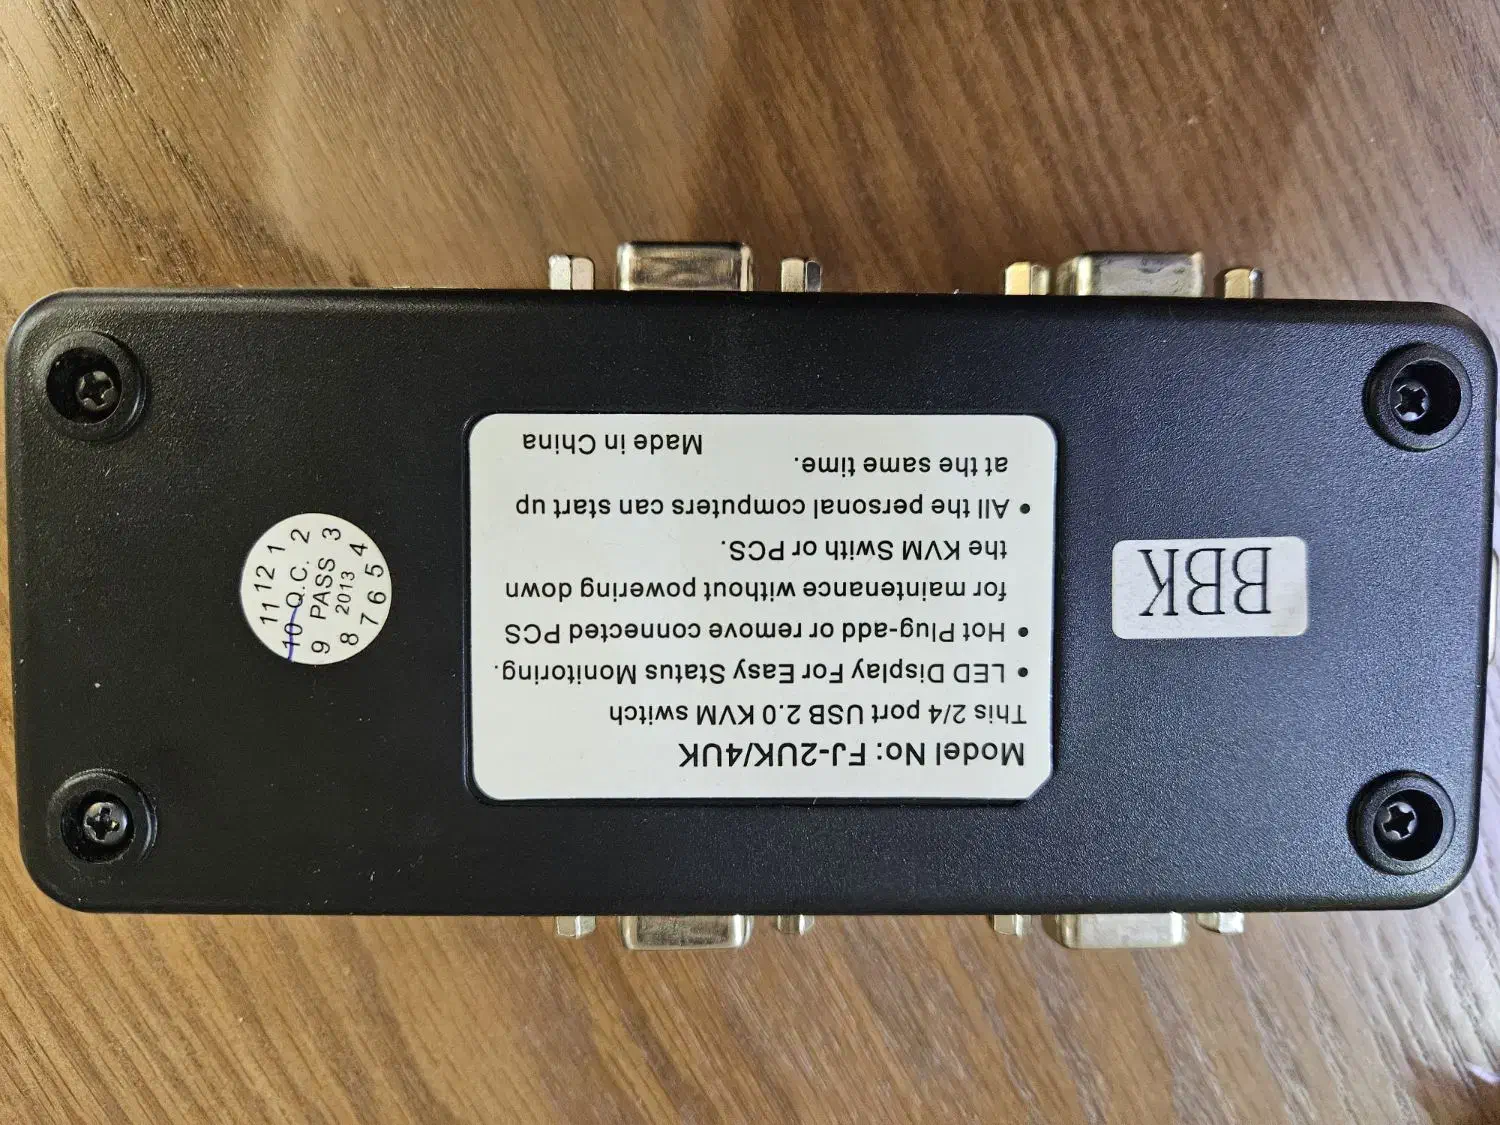 BBK
Model No: FJ-2UK/4UK
This 2/4 port USB 2.0 KVM switch
• LED Display For Easy Status Monitoring.
• Hot Plug-add or remove connected PCS
for maintenance without powering down
the KVM Swith or PCS.
• All the personal computers can start up
at the same time.
Made in China
11 12 1
10 Q.C. 2
9 PASS 3
8 2013 4
7 6 5